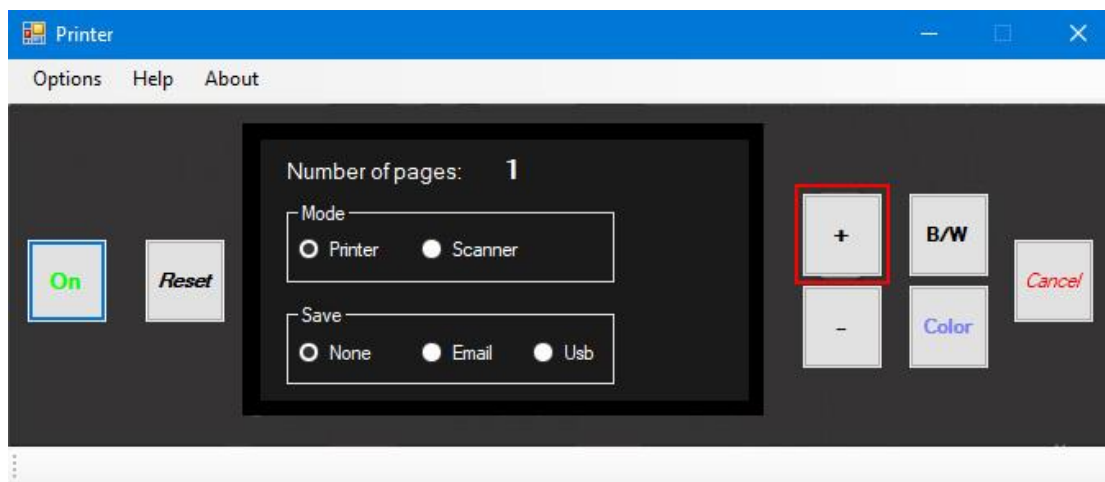 Printer
Options Help About
Number of pages: 1
Mode
Printer Scanner
Save
None Email Usb
On
Reset
+
B/W
-
Color
Cancel